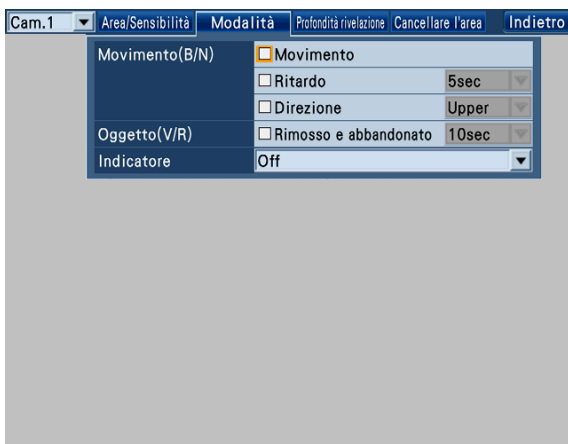 Cam.1 Area/Sensibilità Modalità Profondità rivelazione Cancellare l'area Indietro
Movimento(B/N) Movimento
Ritardo 5sec
Direzione Upper
Oggetto(V/R) Rimosso e abbandonato 10sec
Indicatore Off